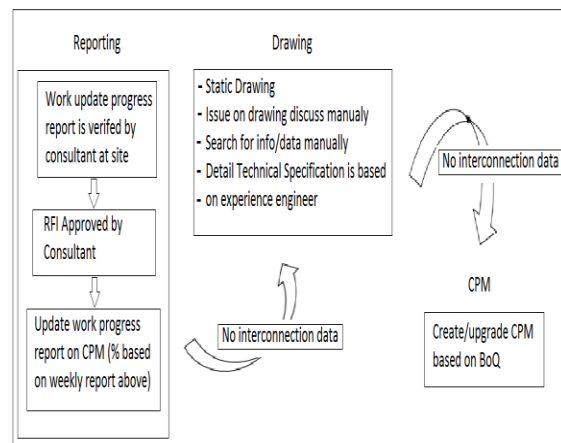 Reporting
Work update progress
report is verifed by
consultant at site
RFI Approved by
Consultant
Update work progress
report on CPM (% based
on weekly report above)
Drawing
- Static Drawing
- Issue on drawing discuss manualy
- Search for info/data manually
- Detail Technical Specification is based
- on experience engineer
No interconnection data
No interconnection data
CPM
Create/upgrade CPM
based on BoQ